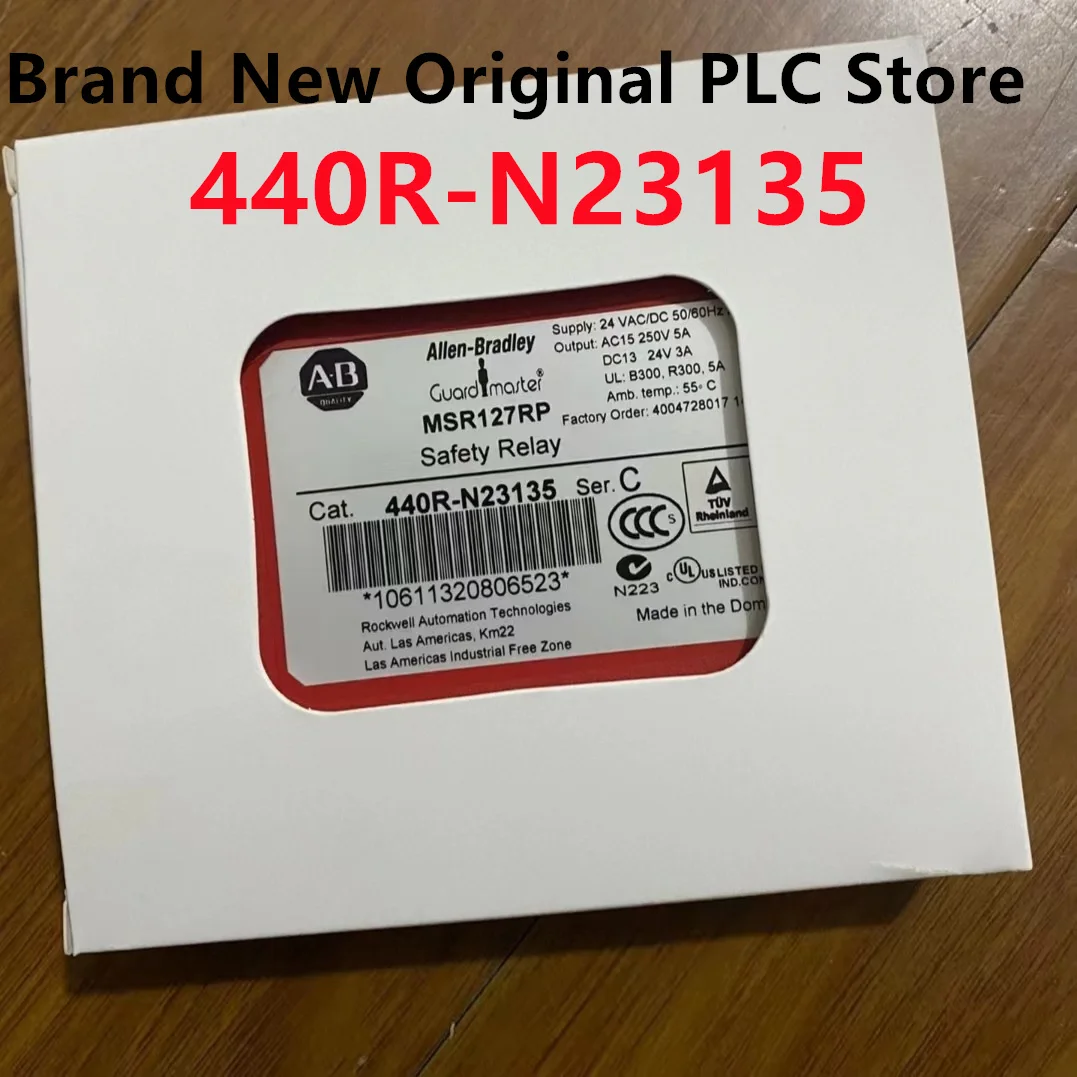 Brand New Original PLC Store
440R-N23135
A·B
QUALITY
Allen-Bradley
Guardmaster®
MSR127RP
Safety Relay
Supply: 24 VAC/DC 50/60Hz
Output: AC15 250V 5A
DC13 24V 3A
UL: B300, R300, 5A
Amb. temp.: 55° C
Factory Order: 4004728017
Cat. 440R-N23135 Ser. C
*10611320806523*
Rockwell Automation Technologies
Aut. Las Americas, Km22
Las Americas Industrial Free Zone
CCC S
TÜV
Rheinland
N223
C UL US LISTED
IND.CON
Made in the Dom